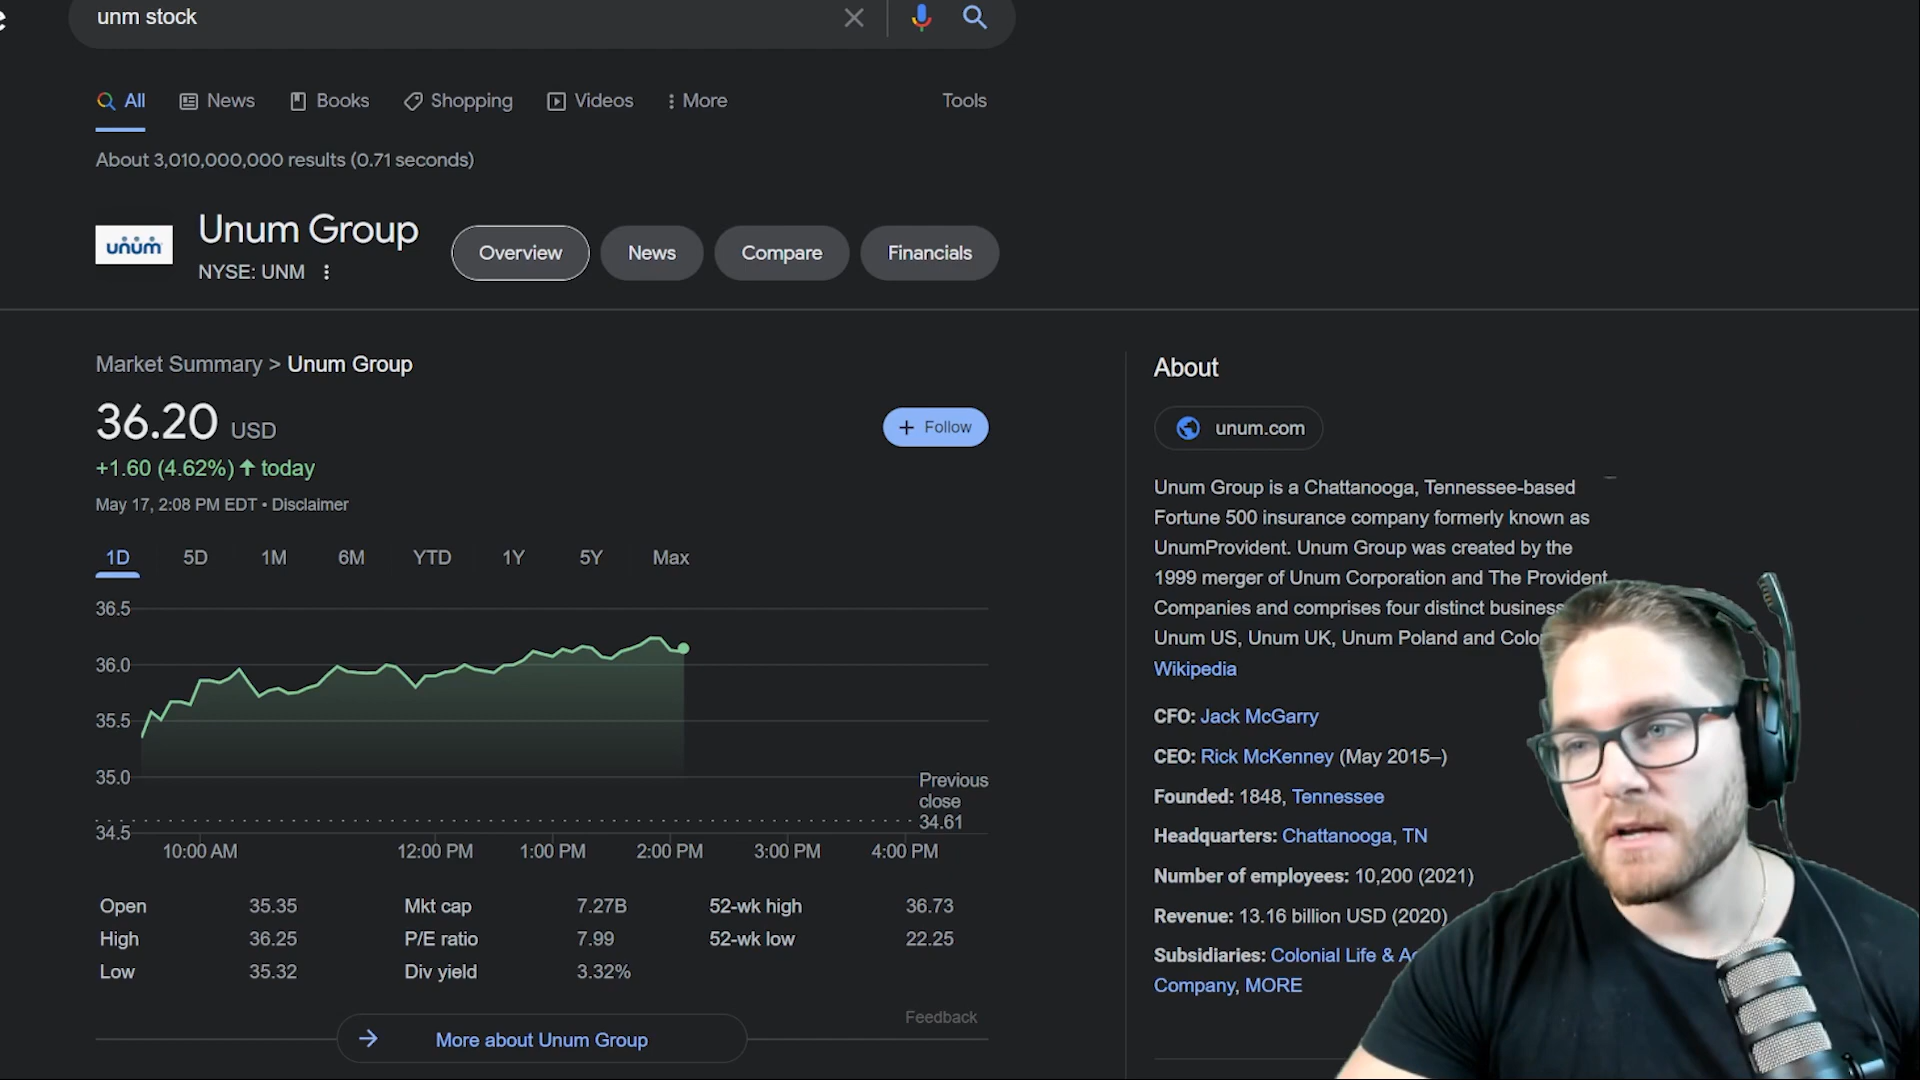 unm stock
All News Books Shopping Videos More Tools
About 3,010,000,000 results (0.71 seconds)
unum
Unum Group
NYSE: UNM
Overview News Compare Financials
Market Summary > Unum Group
36.20 USD
+ Follow
+1.60 (4.62%) today
May 17, 2:08 PM EDT • Disclaimer
1D 5D 1M 6M YTD 1Y 5Y Max
36.5
36.0
35.5
35.0
34.5
Previous
close
34.61
10:00 AM 12:00 PM 1:00 PM 2:00 PM 3:00 PM 4:00 PM
Open 35.35 Mkt cap 7.27B 52-wk high 36.73
High 36.25 P/E ratio 7.99 52-wk low 22.25
Low 35.32 Div yield 3.32%
Feedback
More about Unum Group
About
unum.com
Unum Group is a Chattanooga, Tennessee-based
Fortune 500 insurance company formerly known as
UnumProvident. Unum Group was created by the
1999 merger of Unum Corporation and The Provident
Companies and comprises four distinct business
Unum US, Unum UK, Unum Poland and Colo
Wikipedia
CFO: Jack McGarry
CEO: Rick McKenney (May 2015–)
Founded: 1848, Tennessee
Headquarters: Chattanooga, TN
Number of employees: 10,200 (2021)
Revenue: 13.16 billion USD (2020)
Subsidiaries: Colonial Life &
Company, MORE